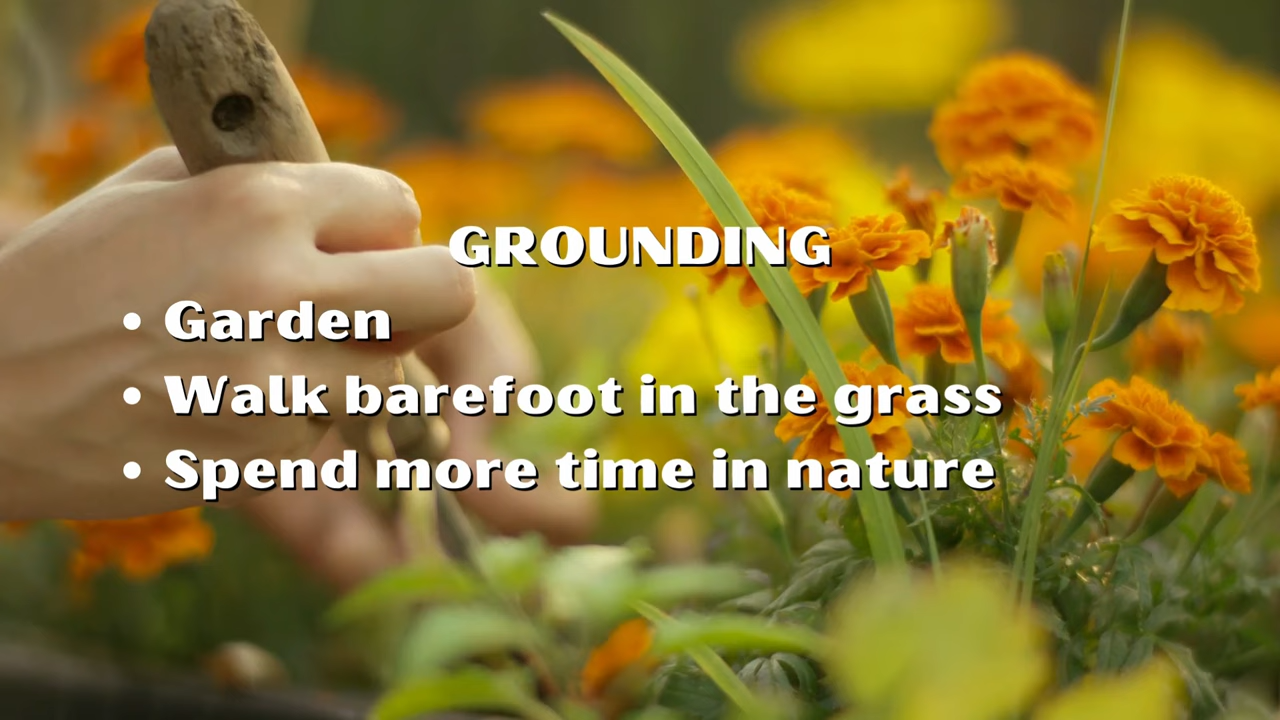 GROUNDING
• Garden
• Walk barefoot in the grass
• Spend more time in nature